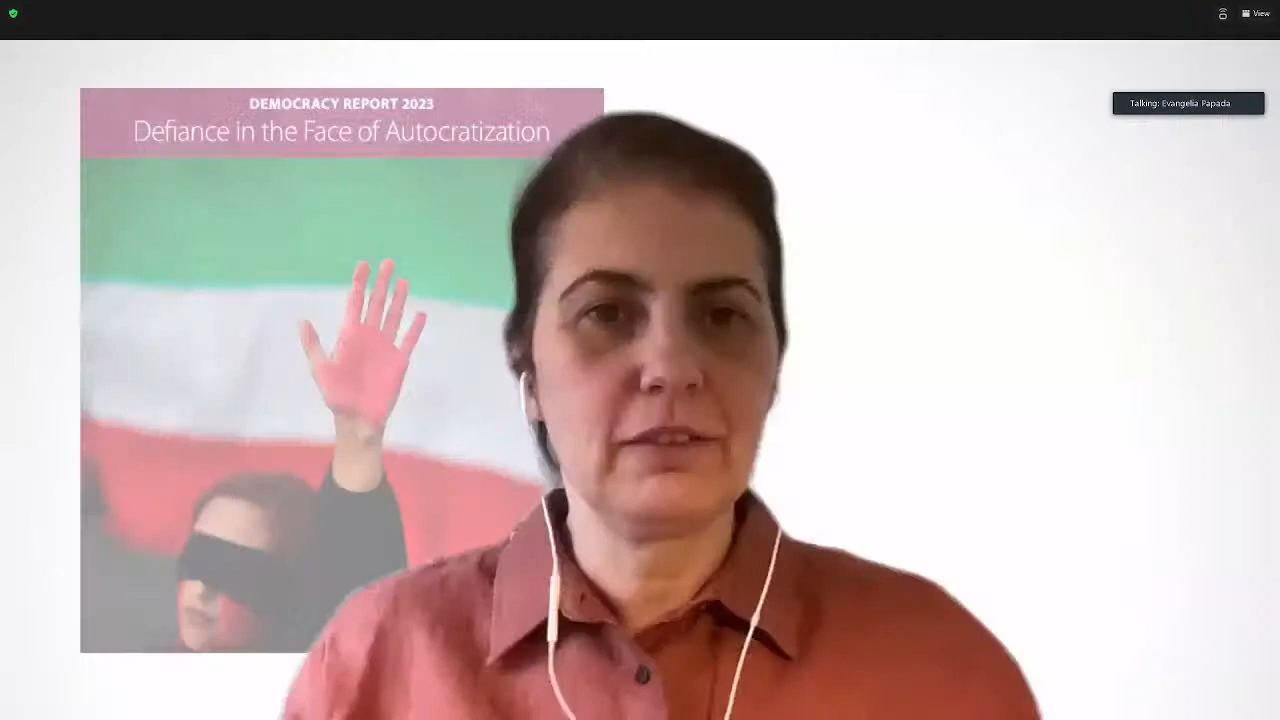 View
DEMOCRACY REPORT 2023
Defiance in the Face of Autocratization
Talking: Evangelia Papada